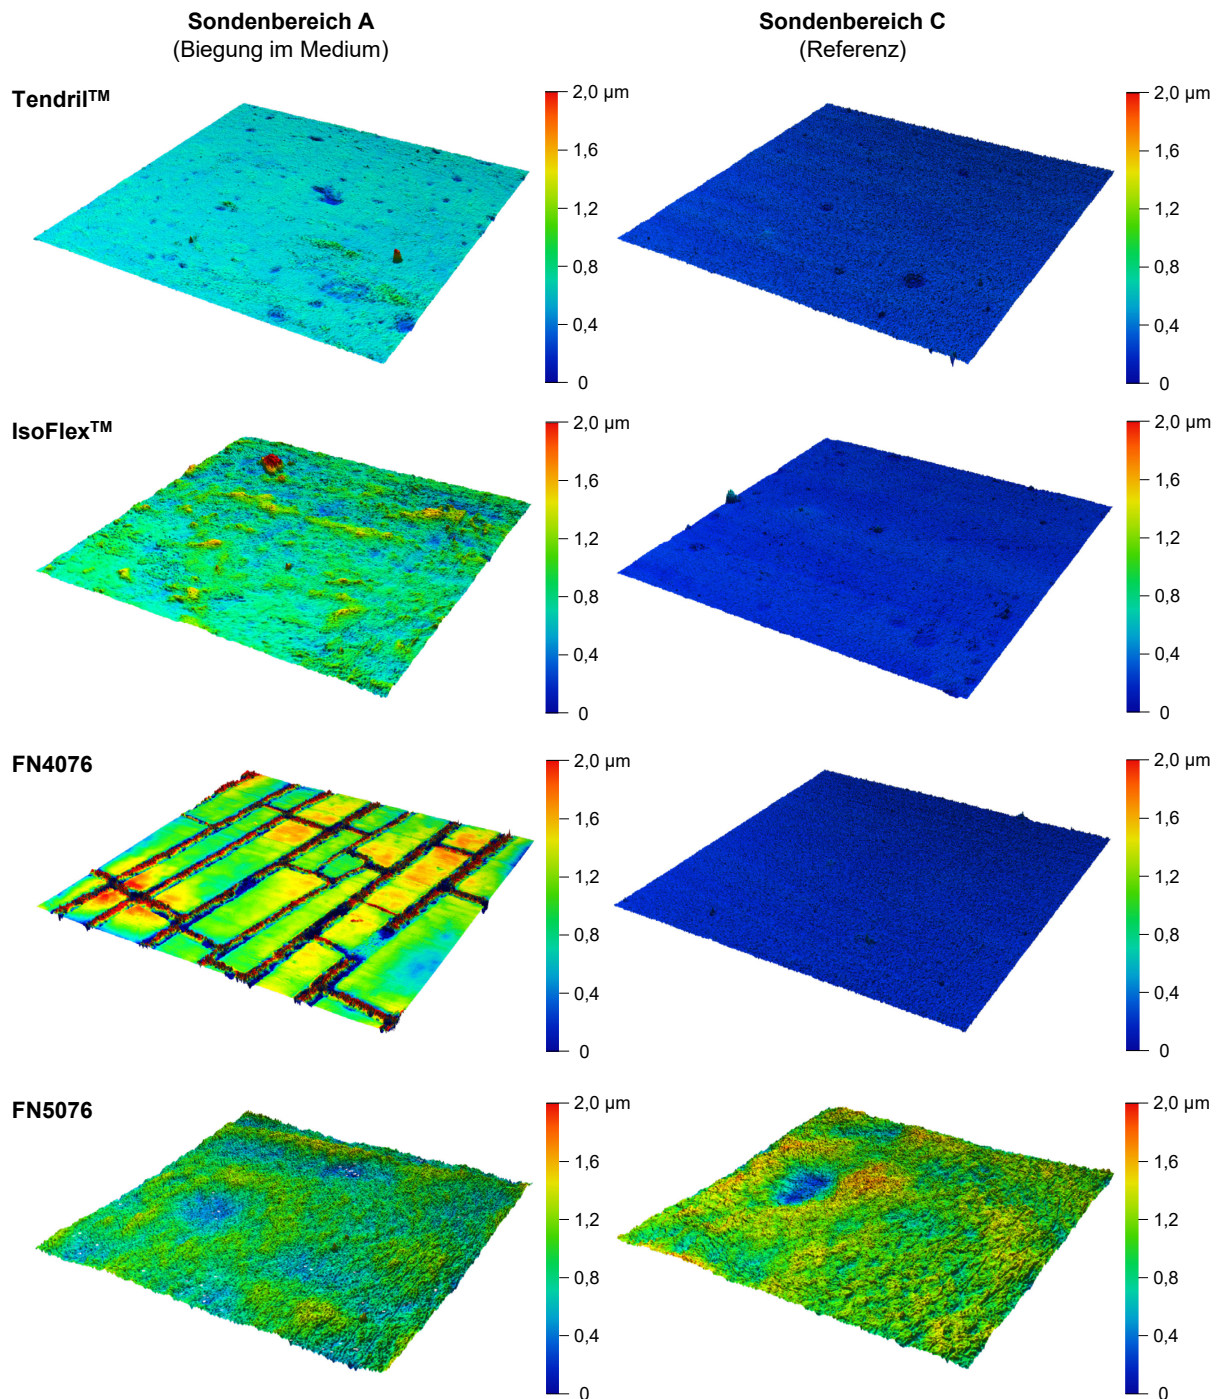 Sondenbereich A
(Biegung im Medium)
Sondenbereich C
(Referenz)
Tendril™
2,0 µm
1,6
1,2
0,8
0,4
0
2,0 µm
1,6
1,2
0,8
0,4
0
IsoFlex™
2,0 µm
1,6
1,2
0,8
0,4
0
2,0 µm
1,6
1,2
0,8
0,4
0
FN4076
2,0 µm
1,6
1,2
0,8
0,4
0
2,0 µm
1,6
1,2
0,8
0,4
0
FN5076
2,0 µm
1,6
1,2
0,8
0,4
0
2,0 µm
1,6
1,2
0,8
0,4
0